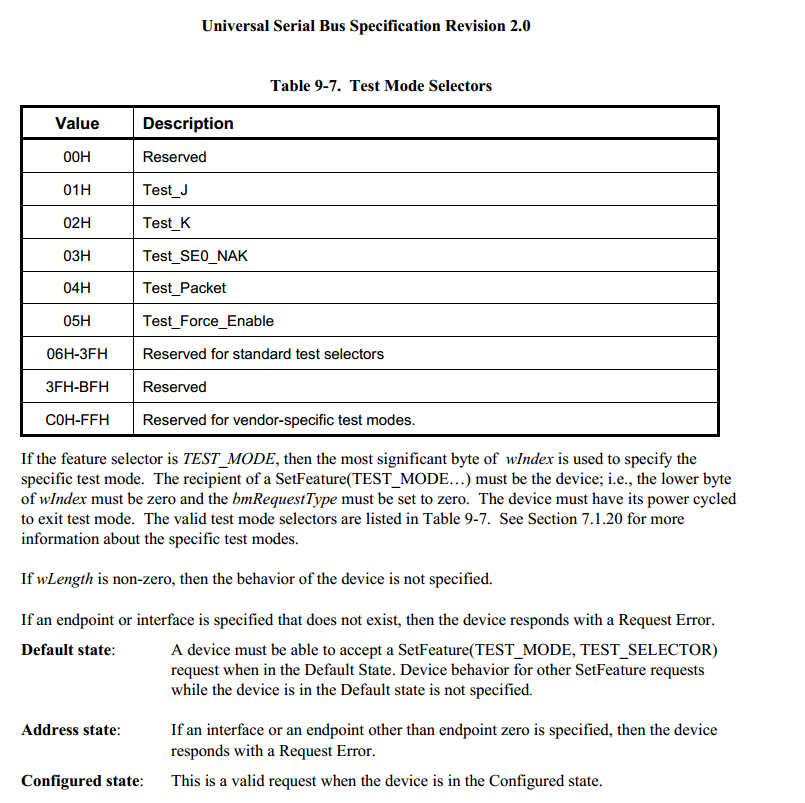 Universal Serial Bus Specification Revision 2.0
Table 9-7. Test Mode Selectors
Value Description
00H Reserved
01H Test_J
02H Test_K
03H Test_SE0_NAK
04H Test_Packet
05H Test_Force_Enable
06H-3FH Reserved for standard test selectors
3FH-BFH Reserved
C0H-FFH Reserved for vendor-specific test modes.
If the feature selector is TEST_MODE, then the most significant byte of wIndex is used to specify the
specific test mode. The recipient of a SetFeature(TEST_MODE…) must be the device; i.e., the lower byte
of wIndex must be zero and the bmRequestType must be set to zero. The device must have its power cycled
to exit test mode. The valid test mode selectors are listed in Table 9-7. See Section 7.1.20 for more
information about the specific test modes.
If wLength is non-zero, then the behavior of the device is not specified.
If an endpoint or interface is specified that does not exist, then the device responds with a Request Error.
Default state: A device must be able to accept a SetFeature(TEST_MODE, TEST_SELECTOR)
request when in the Default State. Device behavior for other SetFeature requests
while the device is in the Default state is not specified.
Address state: If an interface or an endpoint other than endpoint zero is specified, then the device
responds with a Request Error.
Configured state: This is a valid request when the device is in the Configured state.